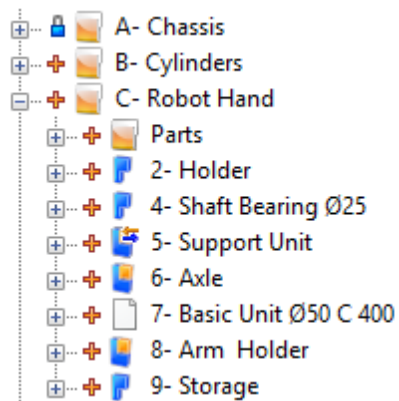 A- Chassis
B- Cylinders
C- Robot Hand
Parts
2- Holder
4- Shaft Bearing Ø25
5- Support Unit
6- Axle
7- Basic Unit Ø50 C 400
8- Arm  Holder
9- Storage